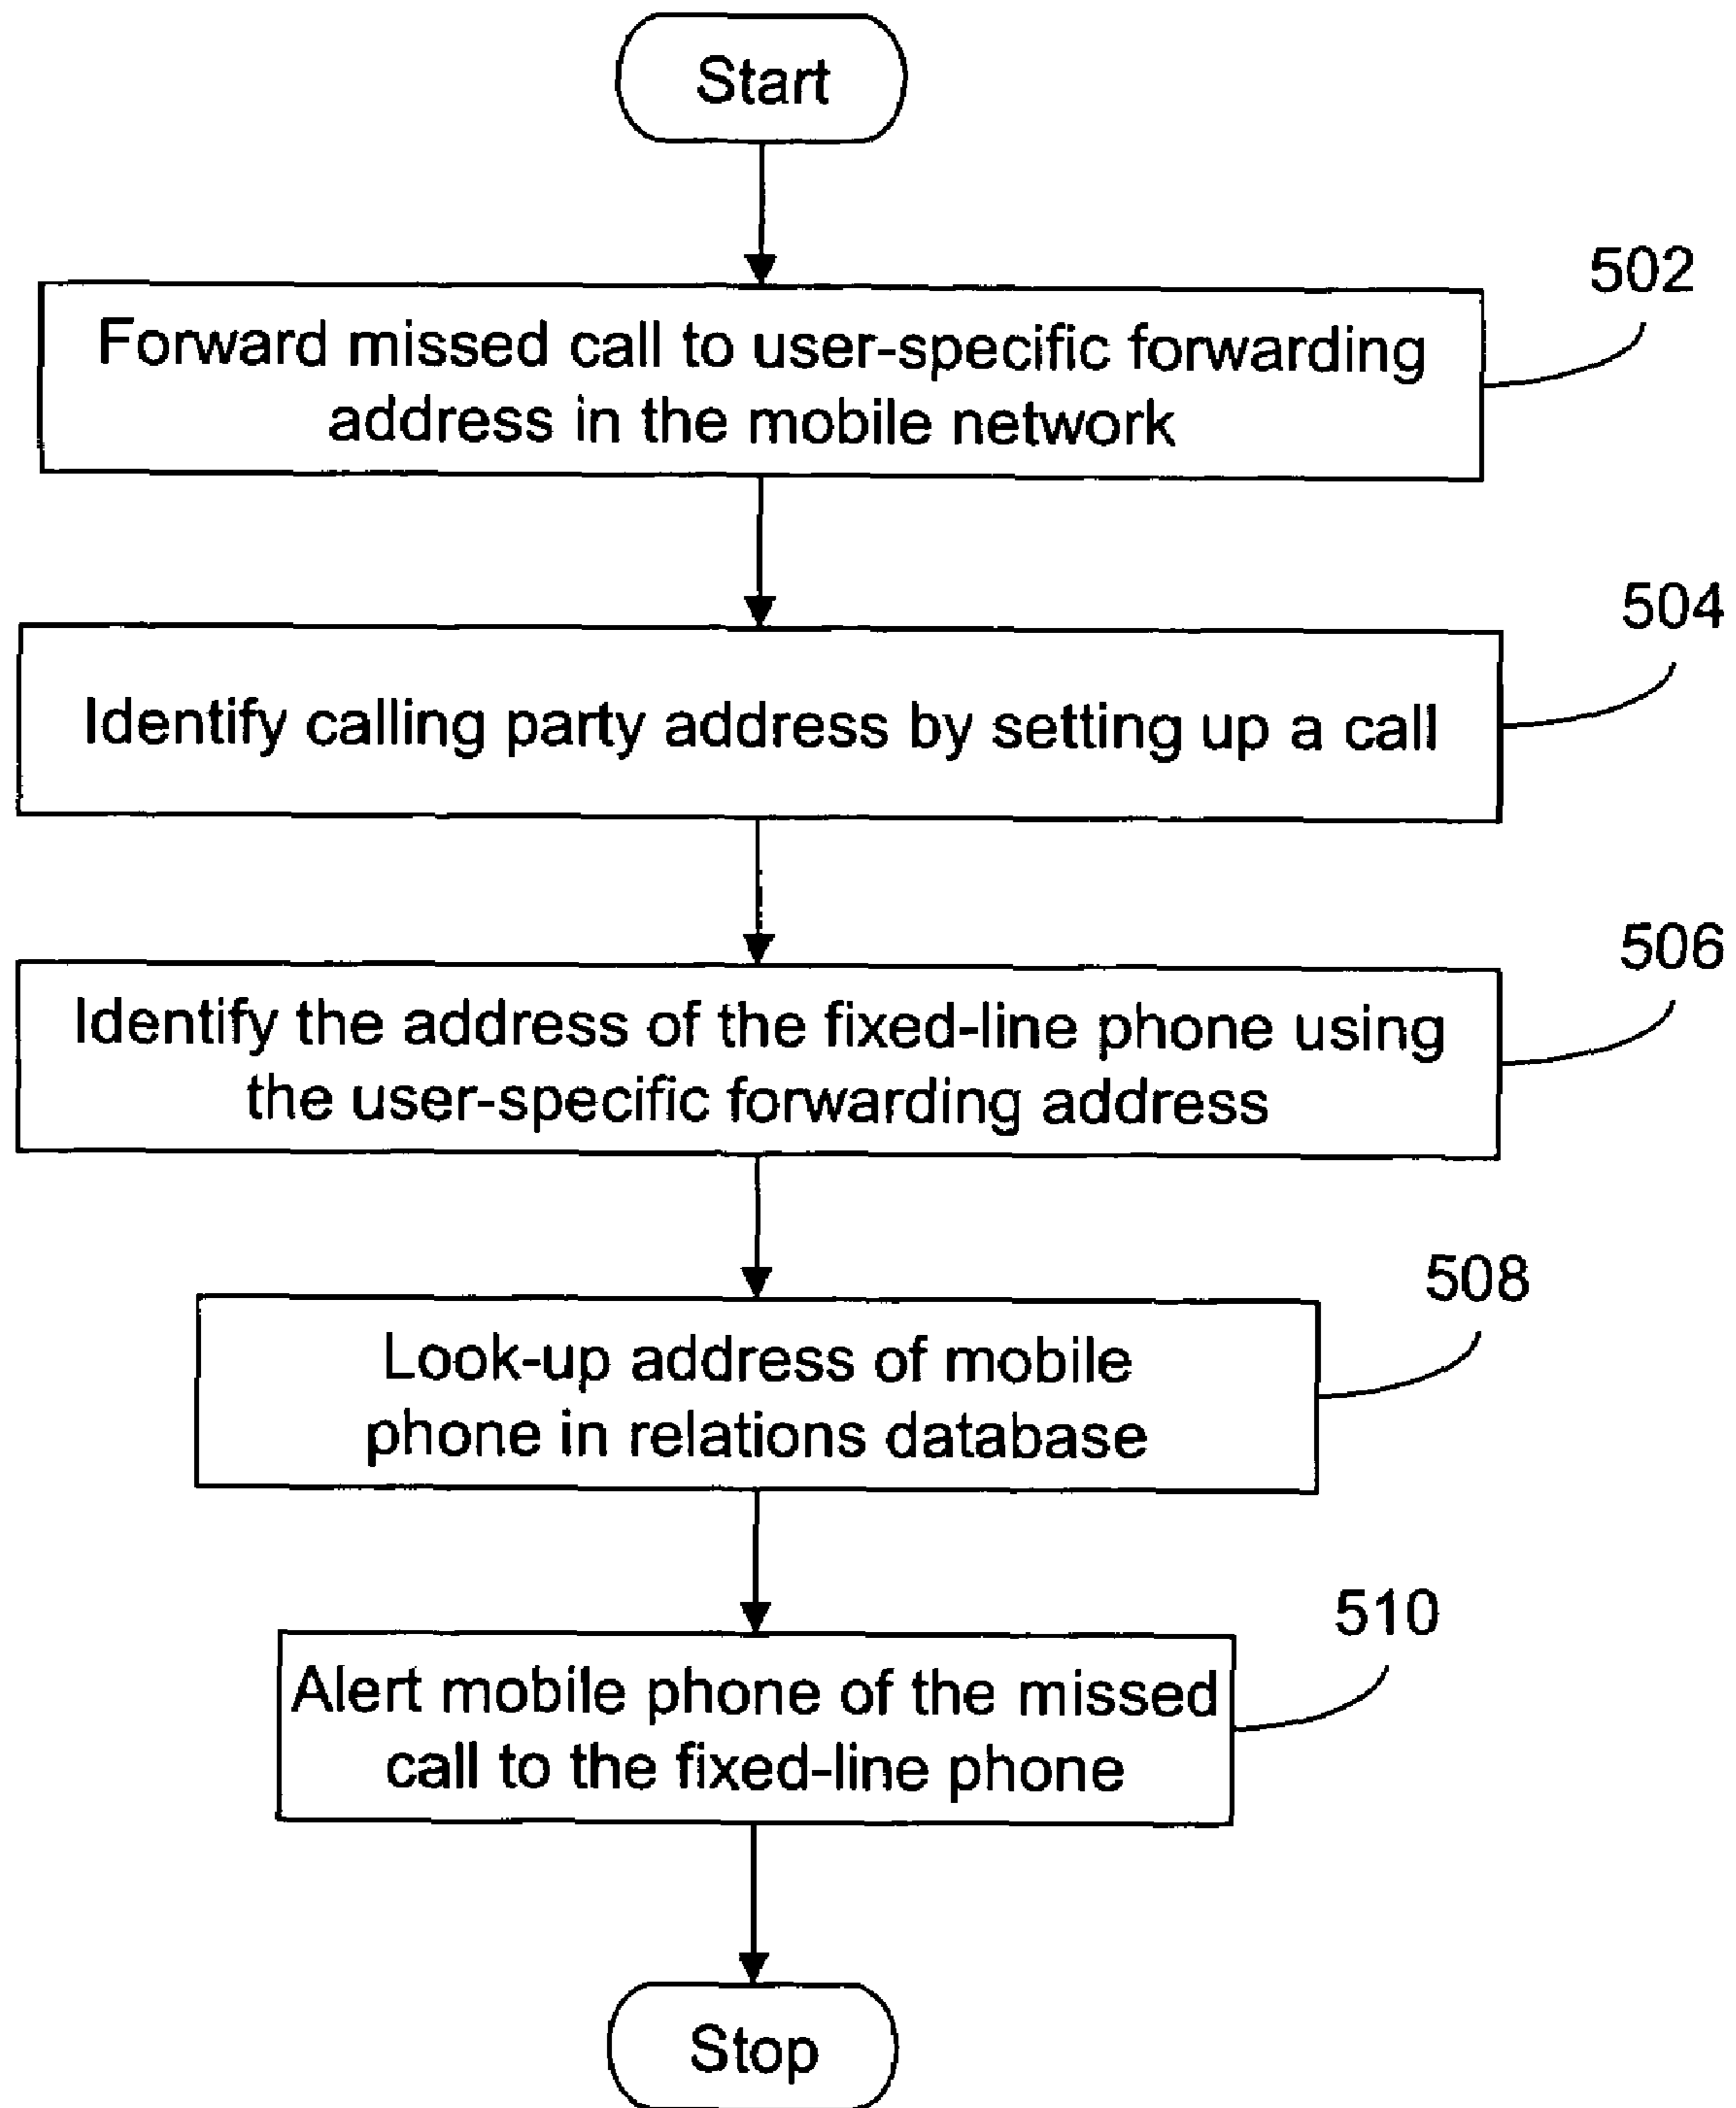 Start
502
Forward missed call to user-specific forwarding
address in the mobile network
504
Identify calling party address by setting up a call
506
Identify the address of the fixed-line phone using
the user-specific forwarding address
508
Look-up address of mobile
phone in relations database
510
Alert mobile phone of the missed
call to the fixed-line phone
Stop